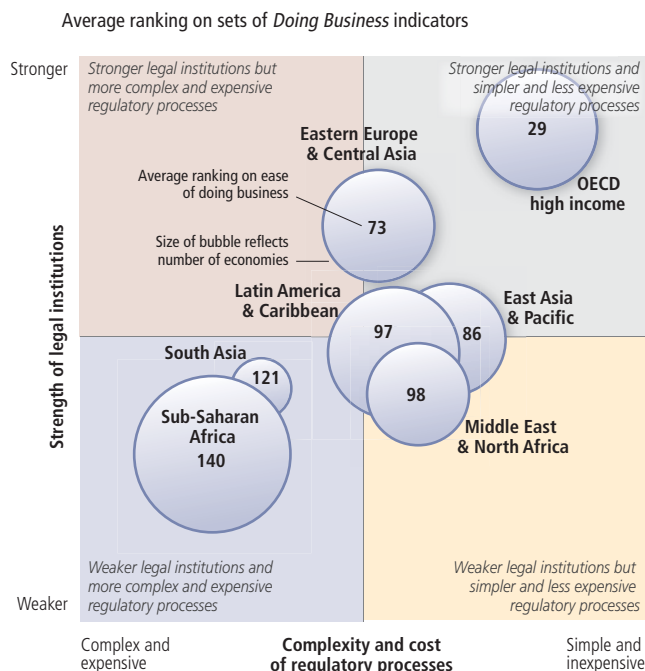 Average ranking on sets of Doing Business indicators
Stronger
Stronger legal institutions but
more complex and expensive
regulatory processes
Stronger legal institutions and
simpler and less expensive
regulatory processes
29
OECD
high income
Eastern Europe
& Central Asia
Average ranking on ease
of doing business
73
Size of bubble reflects
number of economies
Strength of legal institutions
Latin America
& Caribbean
97
East Asia
& Pacific
86
South Asia
121
98
Middle East
& North Africa
Sub-Saharan
Africa
140
Weaker legal institutions and
more complex and expensive
regulatory processes
Weaker legal institutions but
simpler and less expensive
regulatory processes
Weaker
Complex and
expensive
Complexity and cost
of regulatory processes
Simple and
inexpensive